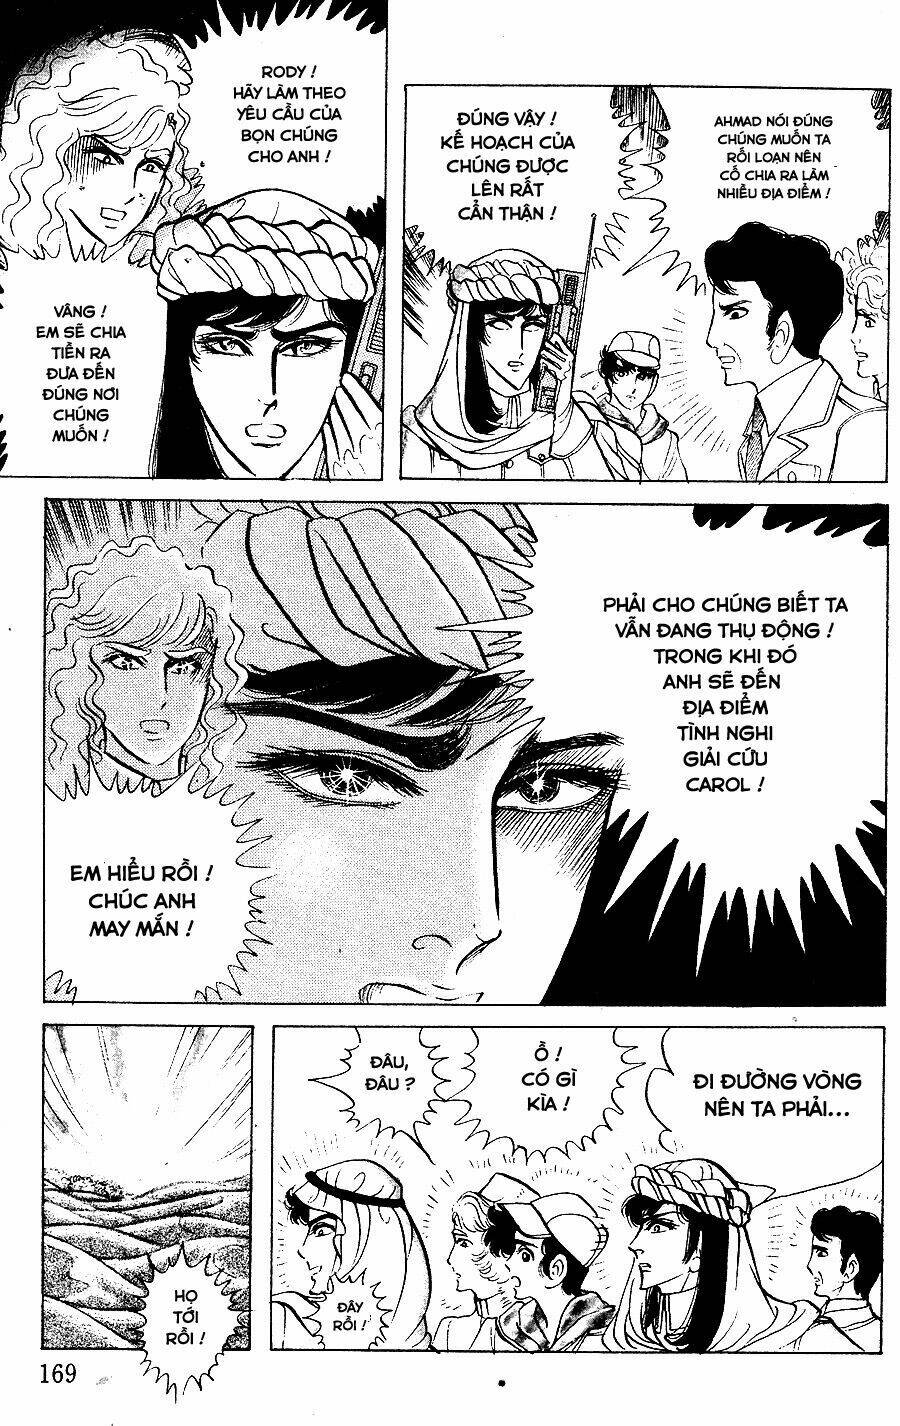 AHMAD NÓI ĐÚNG
CHÚNG MUỐN TA
RỐI LOẠN NÊN
CỐ CHIA RA LÀM
NHIỀU ĐỊA ĐIỂM !
ĐÚNG VẬY !
KẾ HOẠCH CỦA
CHÚNG ĐƯỢC
LÊN RẤT
CẨN THẬN !
RODY !
HÃY LÀM THEO
YÊU CẦU CỦA
BỌN CHÚNG
CHO ANH !
VÂNG !
EM SẼ CHIA
TIỀN RA
ĐƯA ĐẾN
ĐÚNG NƠI
CHÚNG
MUỐN !
PHẢI CHO CHÚNG BIẾT TA
VẪN ĐANG THỤ ĐỘNG !
TRONG KHI ĐÓ
ANH SẼ ĐẾN
ĐỊA ĐIỂM
TÌNH NGHI
GIẢI CỨU
CAROL !
EM HIỂU RỒI !
CHÚC ANH
MAY MẮN !
ĐI ĐƯỜNG VÒNG
NÊN TA PHẢI...
Ồ !
CÓ GÌ
KÌA !
ĐÂU,
ĐÂU ?
ĐÂY
RỒI !
HỌ
TỚI
RỒI !
169